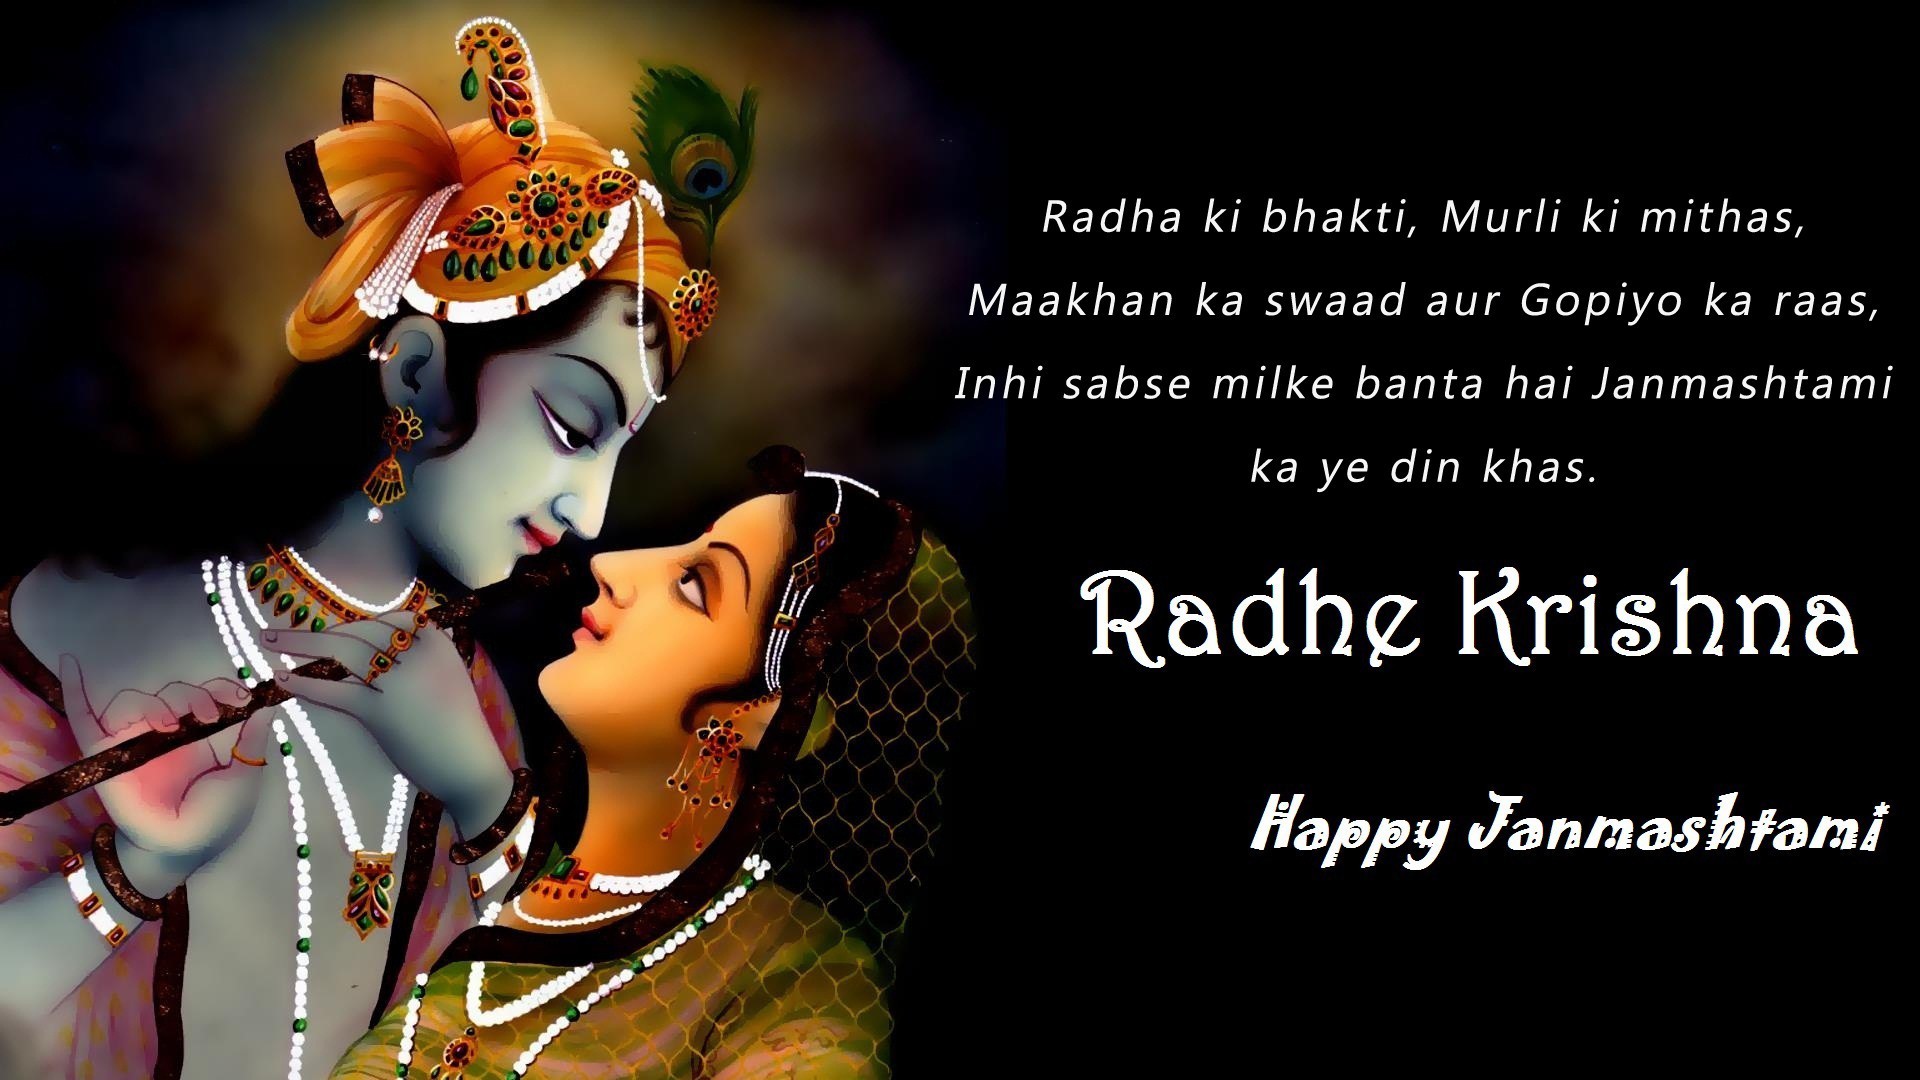 Radha ki bhakti, Murli ki mithas,
Maakhan ka swaad aur Gopiyo ka raas,
Inhi sabse milke banta hai Janmashtami
ka ye din khas.
Radhe Krishna
Happy Janmashtami